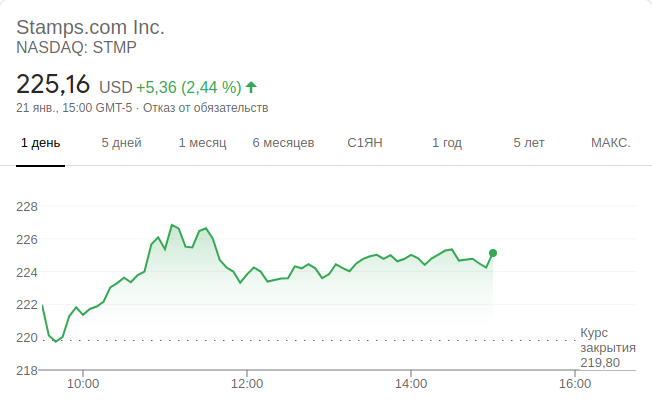 Stamps.com Inc.
NASDAQ: STMP
225,16 USD +5,36 (2,44 %)
21 янв., 15:00 GMT-5 · Отказ от обязательств
1 день 5 дней 1 месяц 6 месяцев С1ЯН 1 год 5 лет МАКС.
228
226
224
222
220
218
Курс
закрытия
219,80
10:00 12:00 14:00 16:00